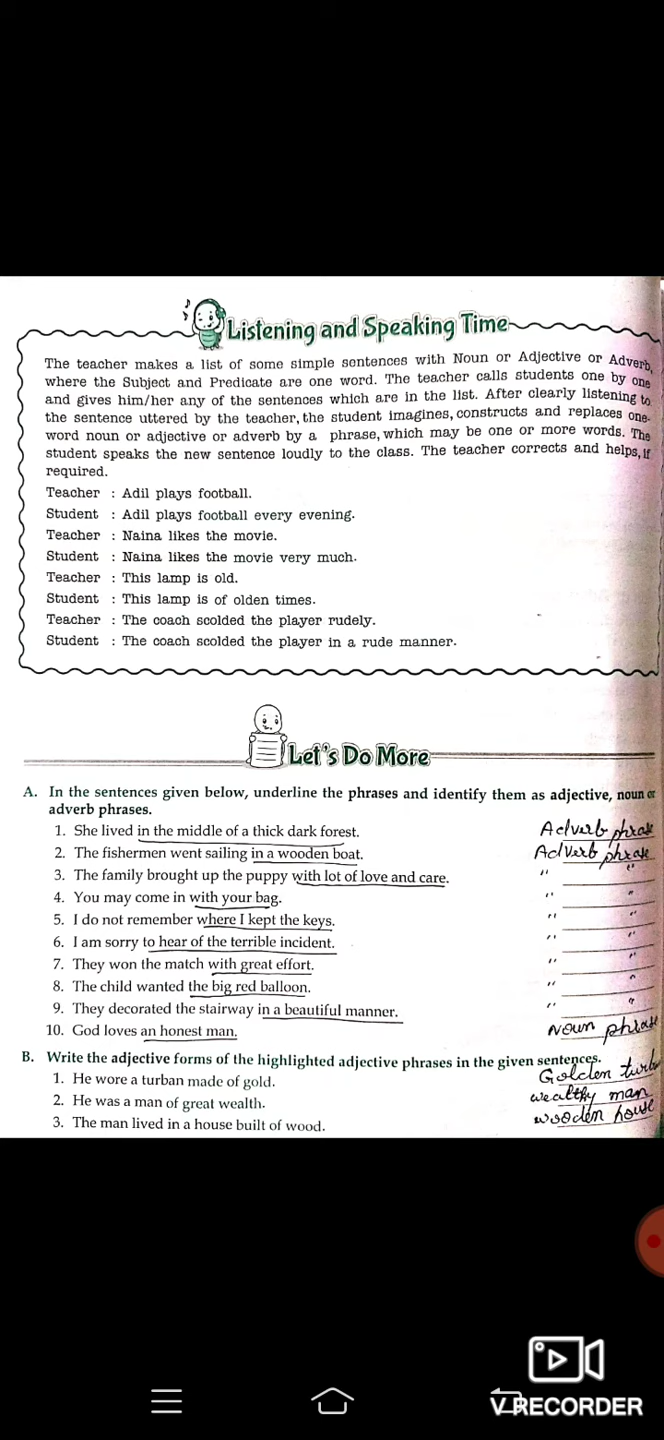 Listening and Speaking Time
The teacher makes a list of some simple sentences with Noun or Adjective or Adverb,
where the Subject and Predicate are one word. The teacher calls students one by one
and gives him/her any of the sentences which are in the list. After clearly listening to
the sentence uttered by the teacher, the student imagines, constructs and replaces one-
word noun or adjective or adverb by a phrase, which may be one or more words. The
student speaks the new sentence loudly to the class. The teacher corrects and helps, if
required.
Teacher : Adil plays football.
Student : Adil plays football every evening.
Teacher : Naina likes the movie.
Student : Naina likes the movie very much.
Teacher : This lamp is old.
Student : This lamp is of olden times.
Teacher : The coach scolded the player rudely.
Student : The coach scolded the player in a rude manner.
Let's Do More
A. In the sentences given below, underline the phrases and identify them as adjective, noun or
adverb phrases.
1. She lived in the middle of a thick dark forest. Adverb phrase
2. The fishermen went sailing in a wooden boat. Adverb phrase
3. The family brought up the puppy with lot of love and care. " "
4. You may come in with your bag. " "
5. I do not remember where I kept the keys. " "
6. I am sorry to hear of the terrible incident. " "
7. They won the match with great effort. " "
8. The child wanted the big red balloon. " "
9. They decorated the stairway in a beautiful manner. " "
10. God loves an honest man. Noun phrase
B. Write the adjective forms of the highlighted adjective phrases in the given sentences.
1. He wore a turban made of gold. Golden turb
2. He was a man of great wealth. wealthy man
3. The man lived in a house built of wood. wooden house
V RECORDER